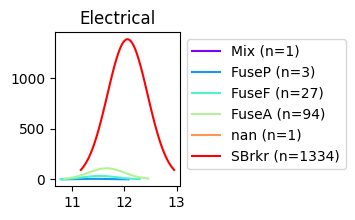 Electrical
1000
500
0
11
12
13
Mix (n=1)
FuseP (n=3)
FuseF (n=27)
FuseA (n=94)
nan (n=1)
SBrkr (n=1334)